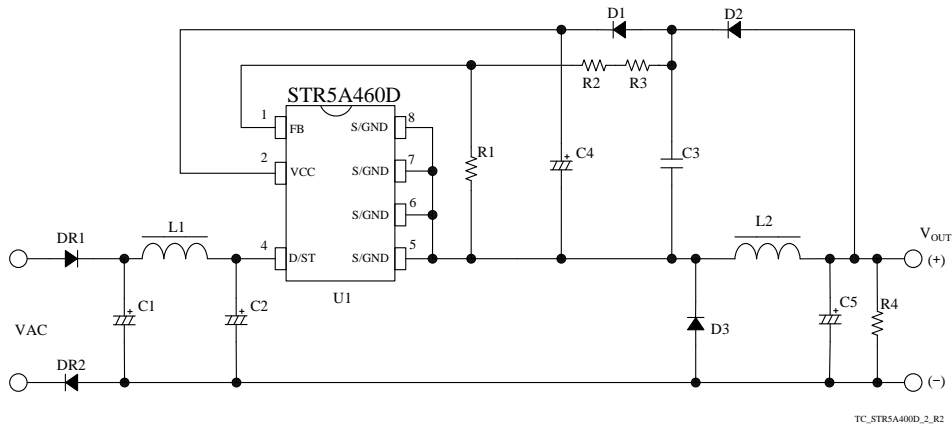 D1
D2
R2
R3
STR5A460D
1
FB
S/GND
8
2
VCC
S/GND
7
R1
C4
C3
S/GND
6
DR1
L1
4
D/ST
S/GND
5
L2
VOUT
(+)
U1
C1
C2
D3
C5
R4
VAC
DR2
(−)
TC_STR5A400D_2_R2